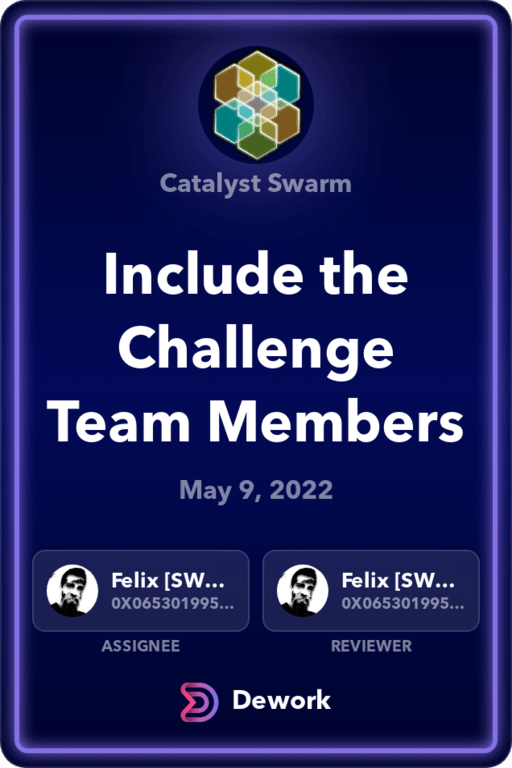 Catalyst Swarm
Include the
Challenge
Team Members
May 9, 2022
Felix [SW...
0X065301995...
ASSIGNEE
Felix [SW...
0X065301995...
REVIEWER
Dework